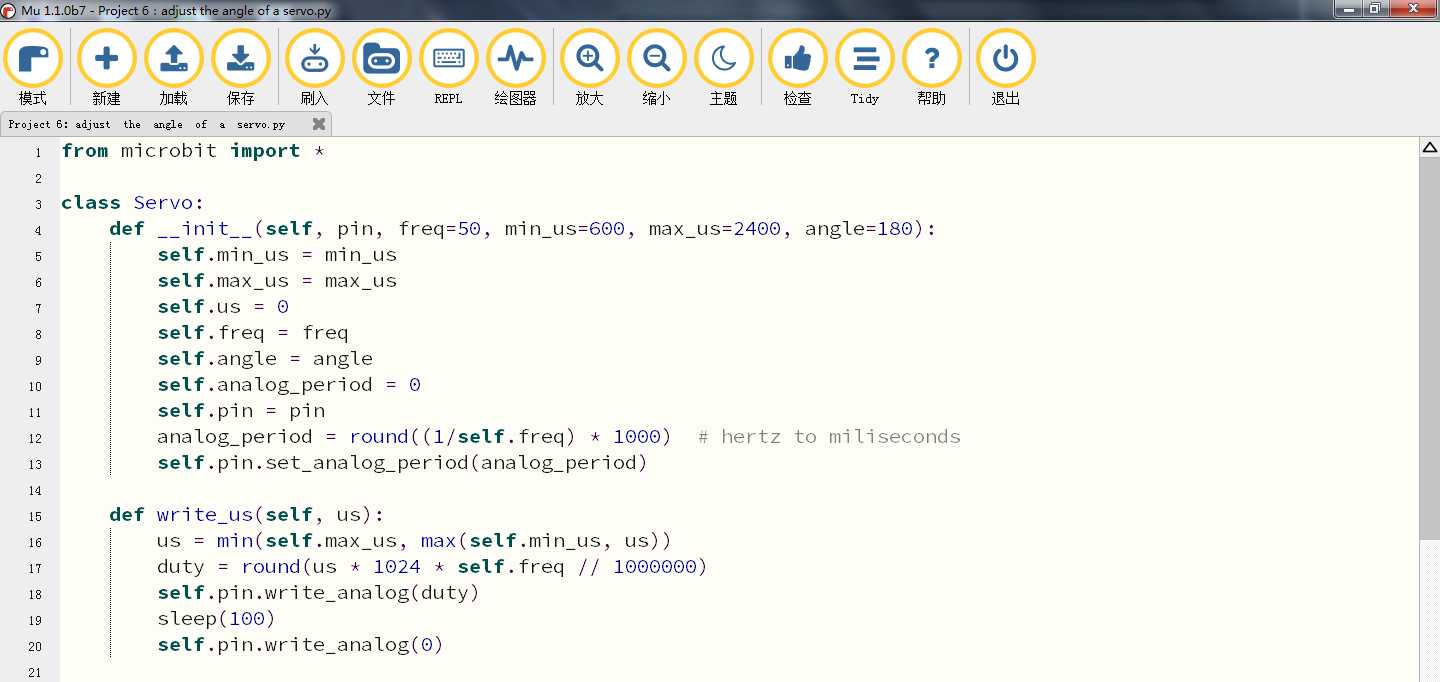 Mu 1.1.0b7 - Project 6 : adjust the angle of a servo.py
模式 新建 加载 保存 刷入 文件 REPL 绘图器 放大 缩小 主题 检查 Tidy 帮助 退出
Project 6: adjust the angle of a servo.py
1 from microbit import *
2
3 class Servo:
4 def __init__(self, pin, freq=50, min_us=600, max_us=2400, angle=180):
5 self.min_us = min_us
6 self.max_us = max_us
7 self.us = 0
8 self.freq = freq
9 self.angle = angle
10 self.analog_period = 0
11 self.pin = pin
12 analog_period = round((1/self.freq) * 1000)  # hertz to miliseconds
13 self.pin.set_analog_period(analog_period)
14
15 def write_us(self, us):
16 us = min(self.max_us, max(self.min_us, us))
17 duty = round(us * 1024 * self.freq // 1000000)
18 self.pin.write_analog(duty)
19 sleep(100)
20 self.pin.write_analog(0)
21